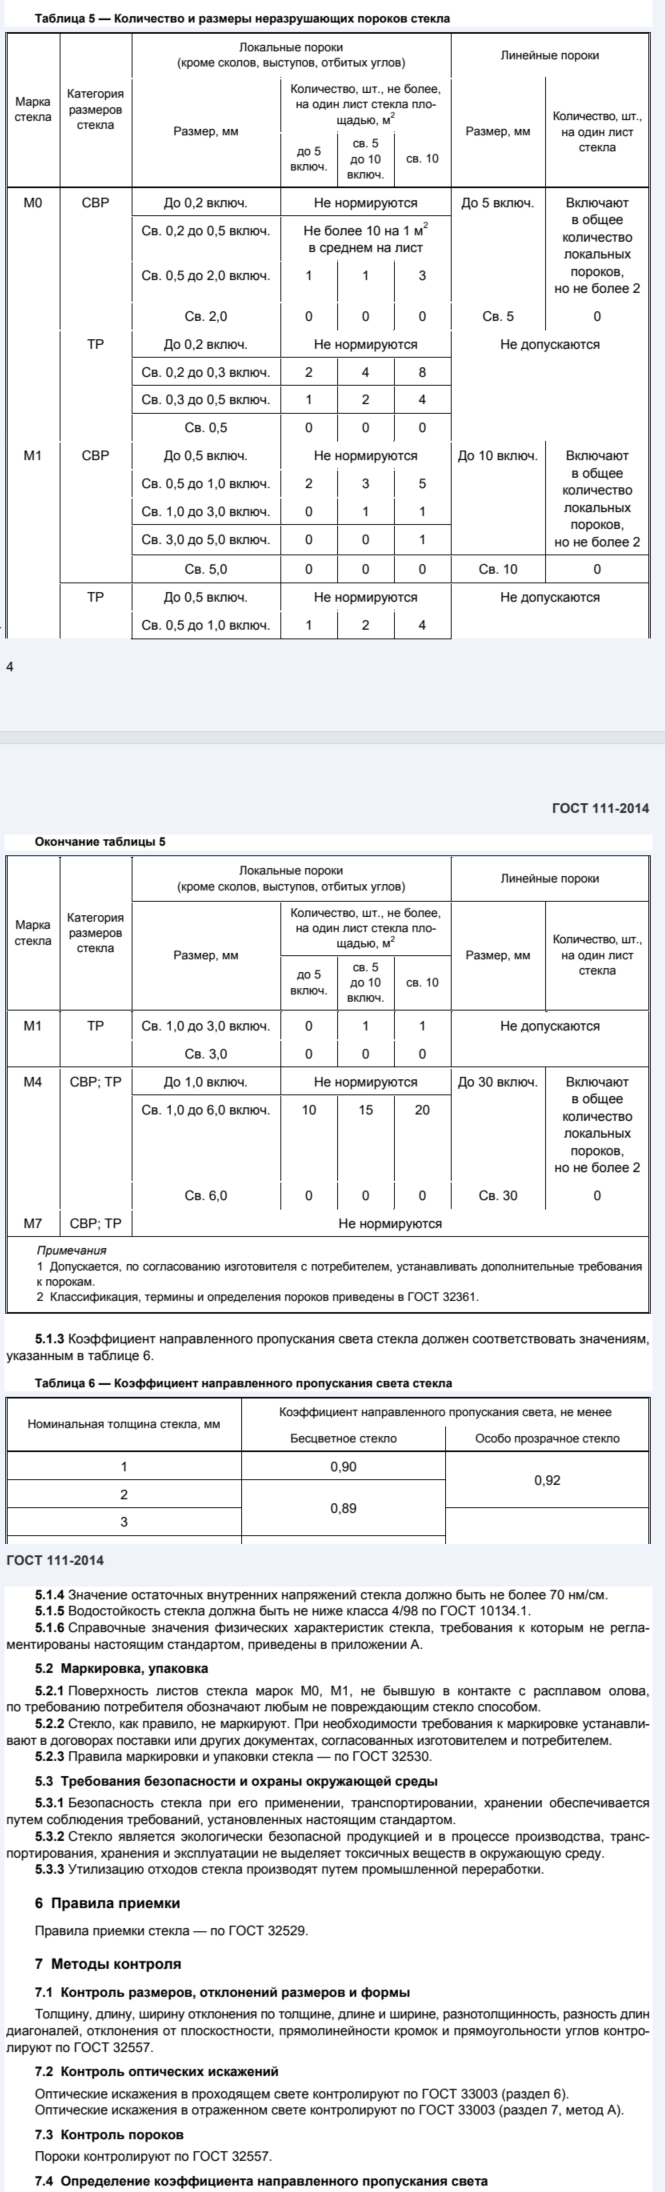 Таблица 5 — Количество и размеры неразрушающих пороков стекла
Марка стекла
Категория размеров стекла
Локальные пороки
(кроме сколов, выступов, отбитых углов)
Линейные пороки
Размер, мм
Количество, шт., не более,
на один лист стекла пло-
щадью, м²
Размер, мм
Количество, шт.,
на один лист
стекла
до 5 включ.
св. 5 до 10 включ.
св. 10
М0 СВР До 0,2 включ. Не нормируются До 5 включ. Включают
в общее
количество
локальных
пороков,
но не более 2
Св. 0,2 до 0,5 включ. Не более 10 на 1 м²
в среднем на лист
Св. 0,5 до 2,0 включ. 1 1 3
Св. 2,0 0 0 0 Св. 5 0
ТР До 0,2 включ. Не нормируются Не допускаются
Св. 0,2 до 0,3 включ. 2 4 8
Св. 0,3 до 0,5 включ. 1 2 4
Св. 0,5 0 0 0
М1 СВР До 0,5 включ. Не нормируются До 10 включ. Включают
в общее
количество
локальных
пороков,
но не более 2
Св. 0,5 до 1,0 включ. 2 3 5
Св. 1,0 до 3,0 включ. 0 1 1
Св. 3,0 до 5,0 включ. 0 0 1
Св. 5,0 0 0 0 Св. 10 0
ТР До 0,5 включ. Не нормируются Не допускаются
Св. 0,5 до 1,0 включ. 1 2 4
4
ГОСТ 111-2014
Окончание таблицы 5
Марка стекла
Категория размеров стекла
Локальные пороки
(кроме сколов, выступов, отбитых углов)
Линейные пороки
Размер, мм
Количество, шт., не более,
на один лист стекла пло-
щадью, м²
Размер, мм
Количество, шт.,
на один лист
стекла
до 5 включ.
св. 5 до 10 включ.
св. 10
М1 ТР Св. 1,0 до 3,0 включ. 0 1 1 Не допускаются
Св. 3,0 0 0 0
М4 СВР; ТР До 1,0 включ. Не нормируются До 30 включ. Включают
в общее
количество
локальных
пороков,
но не более 2
Св. 1,0 до 6,0 включ. 10 15 20
Св. 6,0 0 0 0 Св. 30 0
М7 СВР; ТР Не нормируются
Примечания
1 Допускается, по согласованию изготовителя с потребителем, устанавливать дополнительные требования
к порокам.
2 Классификация, термины и определения пороков приведены в ГОСТ 32361.
5.1.3 Коэффициент направленного пропускания света стекла должен соответствовать значениям,
указанным в таблице 6.
Таблица 6 — Коэффициент направленного пропускания света стекла
Номинальная толщина стекла, мм
Коэффициент направленного пропускания света, не менее
Бесцветное стекло Особо прозрачное стекло
1 0,90 0,92
2 0,89
3
ГОСТ 111-2014
5.1.4 Значение остаточных внутренних напряжений стекла должно быть не более 70 нм/см.
5.1.5 Водостойкость стекла должна быть не ниже класса 4/98 по ГОСТ 10134.1.
5.1.6 Справочные значения физических характеристик стекла, требования к которым не регла-
ментированы настоящим стандартом, приведены в приложении А.
5.2 Маркировка, упаковка
5.2.1 Поверхность листов стекла марок М0, М1, не бывшую в контакте с расплавом олова,
по требованию потребителя обозначают любым не повреждающим стекло способом.
5.2.2 Стекло, как правило, не маркируют. При необходимости требования к маркировке устанавли-
вают в договорах поставки или других документах, согласованных изготовителем и потребителем.
5.2.3 Правила маркировки и упаковки стекла — по ГОСТ 32530.
5.3 Требования безопасности и охраны окружающей среды
5.3.1 Безопасность стекла при его применении, транспортировании, хранении обеспечивается
путем соблюдения требований, установленных настоящим стандартом.
5.3.2 Стекло является экологически безопасной продукцией и в процессе производства, транс-
портирования, хранения и эксплуатации не выделяет токсичных веществ в окружающую среду.
5.3.3 Утилизацию отходов стекла производят путем промышленной переработки.
6 Правила приемки
Правила приемки стекла — по ГОСТ 32529.
7 Методы контроля
7.1 Контроль размеров, отклонений размеров и формы
Толщину, длину, ширину отклонения по толщине, длине и ширине, разнотолщинность, разность длин
диагоналей, отклонения от плоскостности, прямолинейности кромок и прямоугольности углов контро-
лируют по ГОСТ 32557.
7.2 Контроль оптических искажений
Оптические искажения в проходящем свете контролируют по ГОСТ 33003 (раздел 6).
Оптические искажения в отраженном свете контролируют по ГОСТ 33003 (раздел 7, метод А).
7.3 Контроль пороков
Пороки контролируют по ГОСТ 32557.
7.4 Определение коэффициента направленного пропускания света